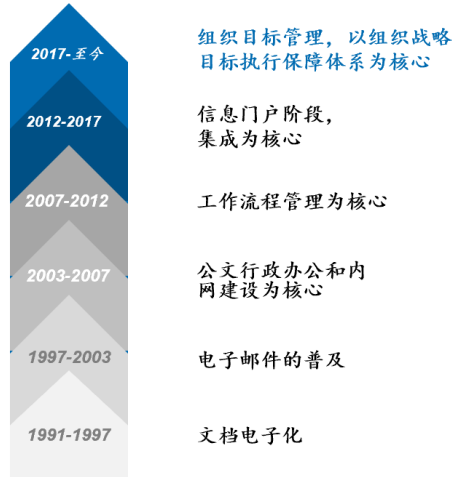 2017-至今
组织目标管理，以组织战略
目标执行保障体系为核心
2012-2017
信息门户阶段，
集成为核心
2007-2012
工作流程管理为核心
2003-2007
公文行政办公和内
网建设为核心
1997-2003
电子邮件的普及
1991-1997
文档电子化